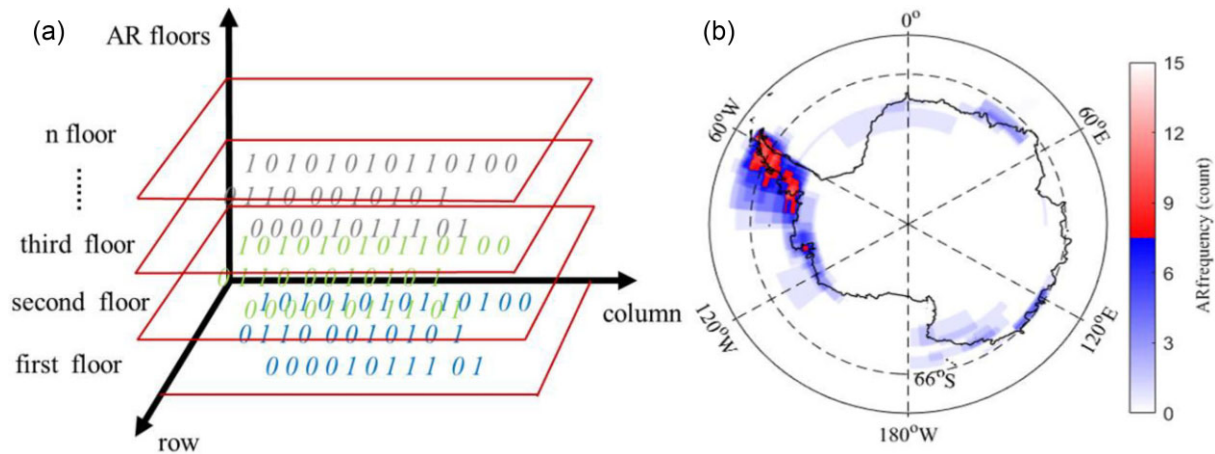 (a)
AR floors
n floor
third floor
second floor
first floor
1 0 1 0 1 0 1 0 1 1 0 1 0 0
0 1 1 0 0 0 1 0 1 0 1
0 0 0 0 1 0 1 1 1 0 1
1 0 1 0 1 0 1 0 1 1 0 1 0 0
0 1 1 0 0 0 1 0 1 0 1
0 0 0 0 1 0 1 1 1 0 1
1 0 1 0 1 0 1 0 1 1 0 1 0 0
0 1 1 0 0 0 1 0 1 0 1
0 0 0 0 1 0 1 1 1 0 1
column
row
(b)
0°
60°W
60°E
120°W
120°E
66°S
180°W
15
12
9
6
3
0
ARfrequency (count)